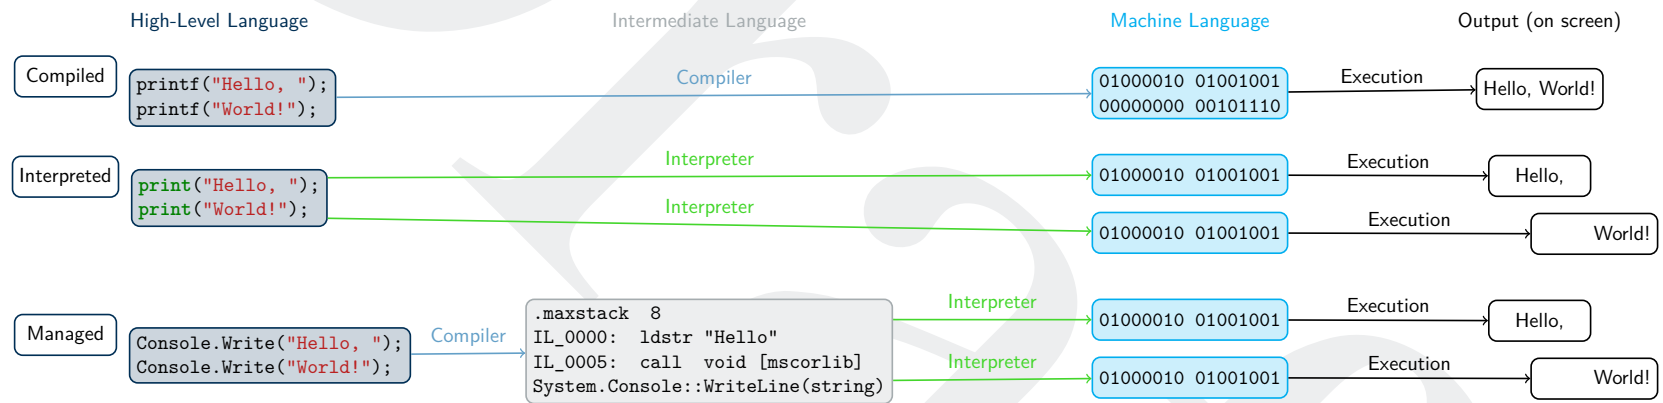 High-Level Language Intermediate Language Machine Language Output (on screen)
Compiled
printf("Hello, ");
printf("World!");
Compiler
01000010 01001001
00000000 00101110
Execution
Hello, World!
Interpreted
print("Hello, ");
print("World!");
Interpreter
01000010 01001001
Execution
Hello,
Interpreter
01000010 01001001
Execution
World!
Managed
Console.Write("Hello, ");
Console.Write("World!");
Compiler
.maxstack 8
IL_0000: ldstr "Hello"
IL_0005: call void [mscorlib]
System.Console::WriteLine(string)
Interpreter
01000010 01001001
Execution
Hello,
Interpreter
01000010 01001001
Execution
World!